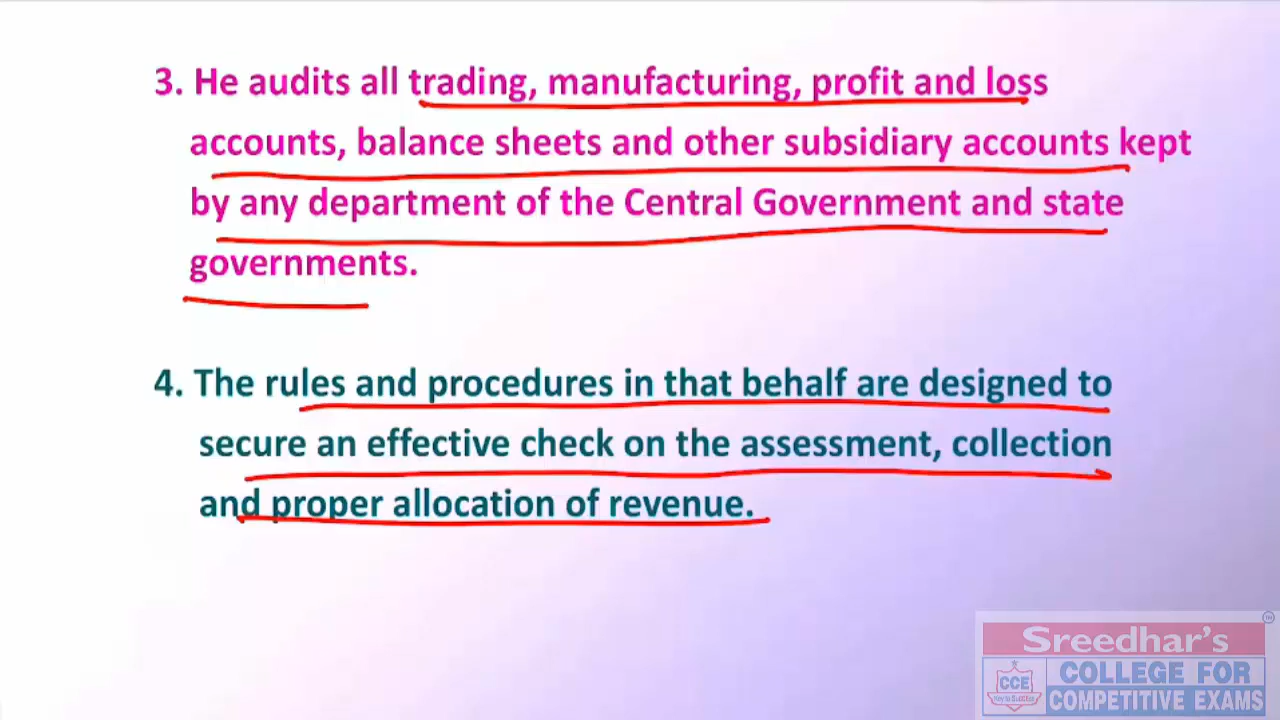 3. He audits all trading, manufacturing, profit and loss
accounts, balance sheets and other subsidiary accounts kept
by any department of the Central Government and state
governments.
4. The rules and procedures in that behalf are designed to
secure an effective check on the assessment, collection
and proper allocation of revenue.
Sreedhar's
CCE
COLLEGE FOR
COMPETITIVE EXAMS